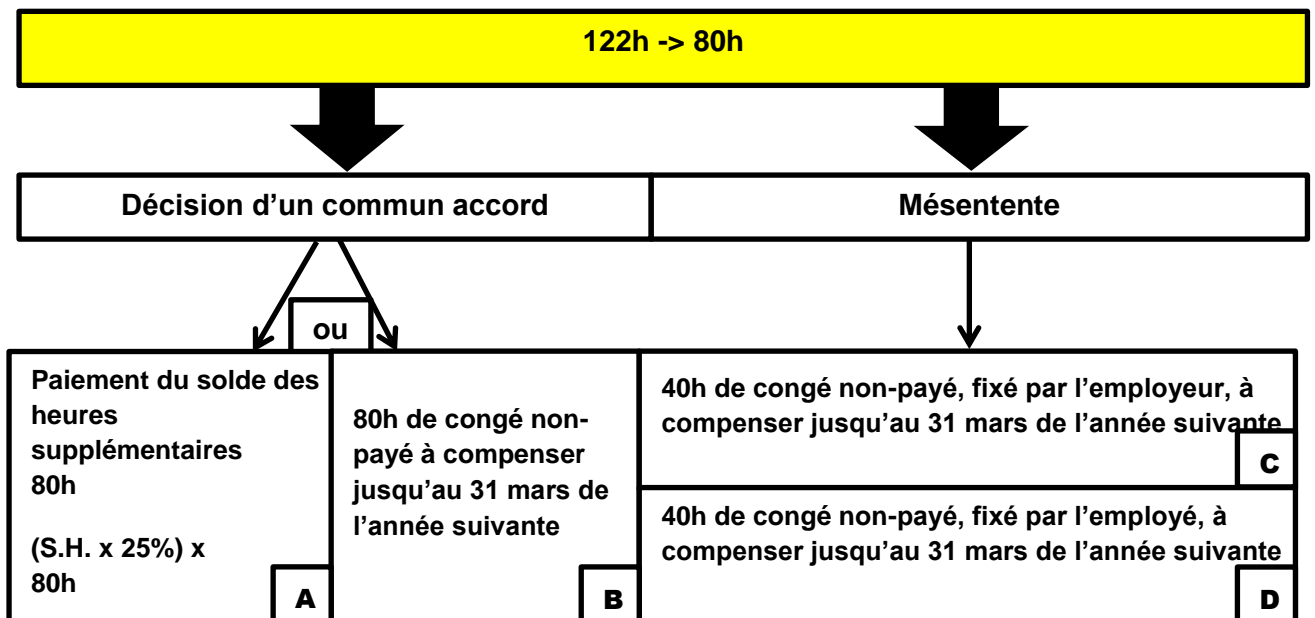 122h -> 80h
Décision d’un commun accord
Mésentente
ou
Paiement du solde des
heures
supplémentaires
80h
(S.H. x 25%) x
80h
A
80h de congé non-
payé à compenser
jusqu’au 31 mars de
l’année suivante
B
40h de congé non-payé, fixé par l’employeur, à
compenser jusqu’au 31 mars de l’année suivante
C
40h de congé non-payé, fixé par l’employé, à
compenser jusqu’au 31 mars de l’année suivante
D